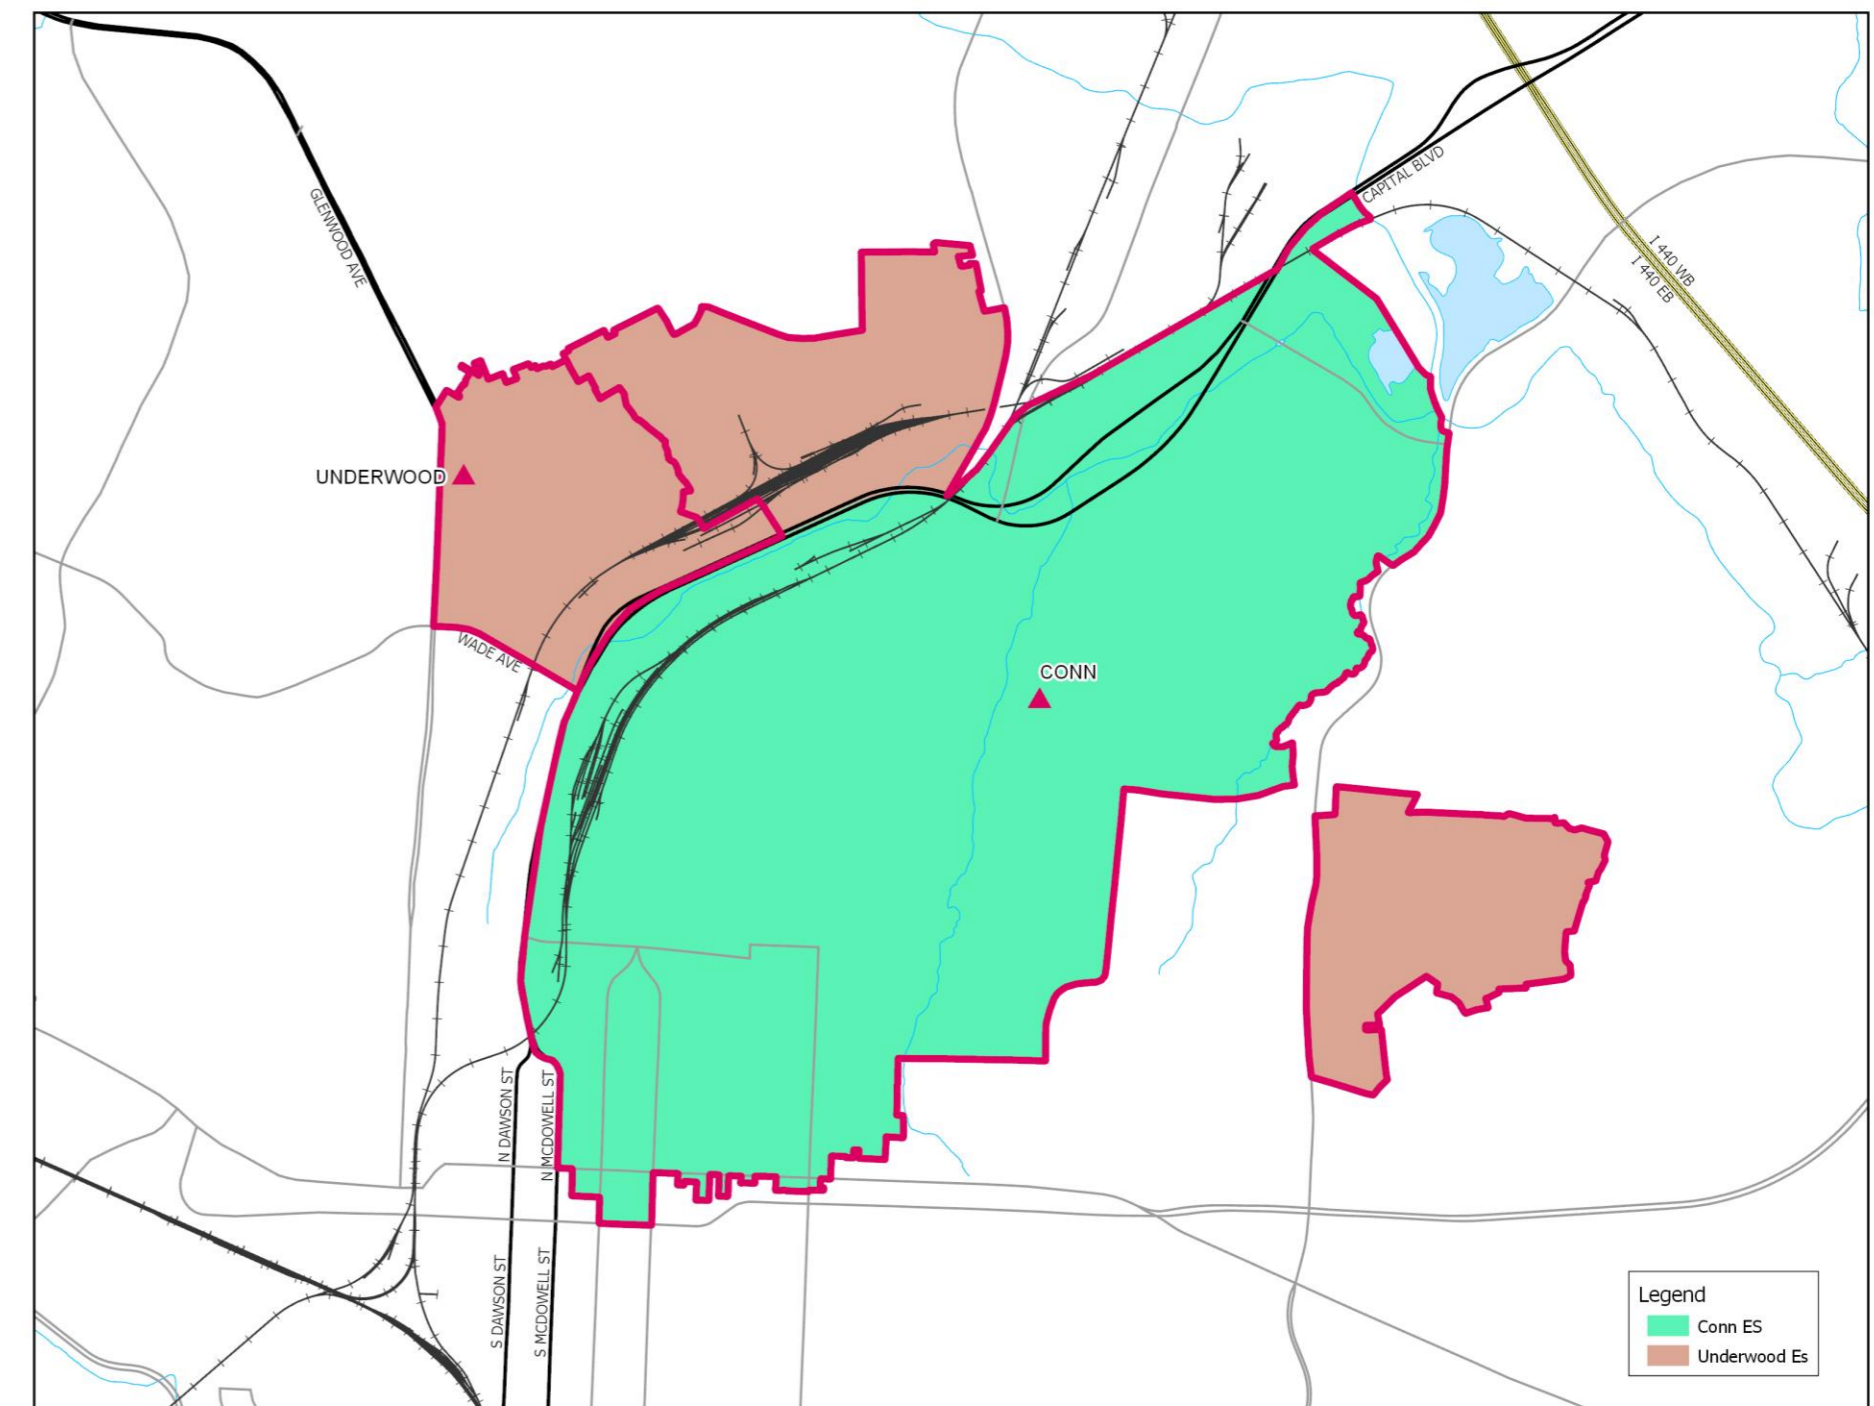 CAPITAL BLVD
GLENWOOD AVE
I 440 WB
I 440 EB
UNDERWOOD
WADE AVE
CONN
N DAWSON ST
N MCDOWELL ST
S DAWSON ST
S MCDOWELL ST
Legend
Conn ES
Underwood Es